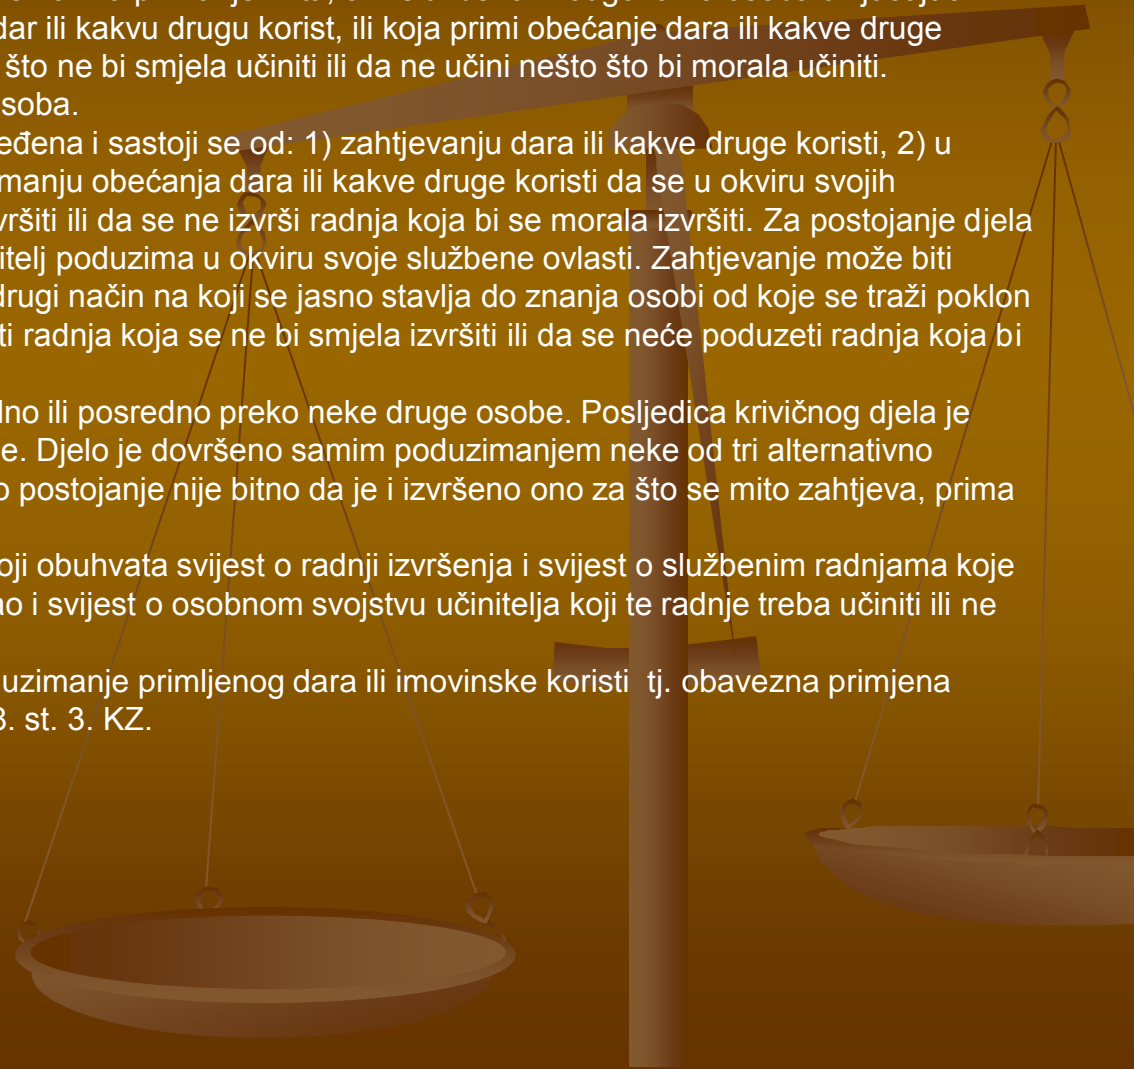 dar ili kakvu drugu korist, ili koja primi obećanje dara ili kakve druge
što ne bi smjela učiniti ili da ne učini nešto što bi morala učiniti.
soba.
eđena i sastoji se od: 1) zahtjevanju dara ili kakve druge koristi, 2) u
manju obećanja dara ili kakve druge koristi da se u okviru svojih
vršiti ili da se ne izvrši radnja koja bi se morala izvršiti. Za postojanje djela
itelj poduzima u okviru svoje službene ovlasti. Zahtjevanje može biti
drugi način na koji se jasno stavlja do znanja osobi od koje se traži poklon
ti radnja koja se ne bi smjela izvršiti ili da se neće poduzeti radnja koja bi
lno ili posredno preko neke druge osobe. Posljedica krivičnog djela je
e. Djelo je dovršeno samim poduzimanjem neke od tri alternativno
o postojanje nije bitno da je i izvršeno ono za što se mito zahtjeva, prima
oji obuhvata svijest o radnji izvršenja i svijest o službenim radnjama koje
ao i svijest o osobnom svojstvu učinitelja koji te radnje treba učiniti ili ne
uzimanje primljenog dara ili imovinske koristi tj. obavezna primjena
3. st. 3. KZ.